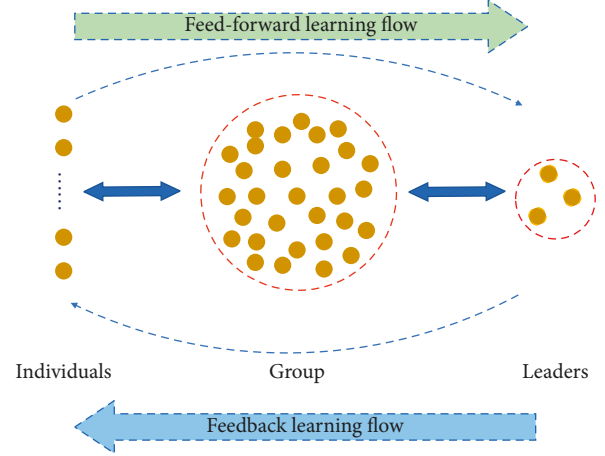 Feed-forward learning flow
Individuals
Group
Leaders
Feedback learning flow